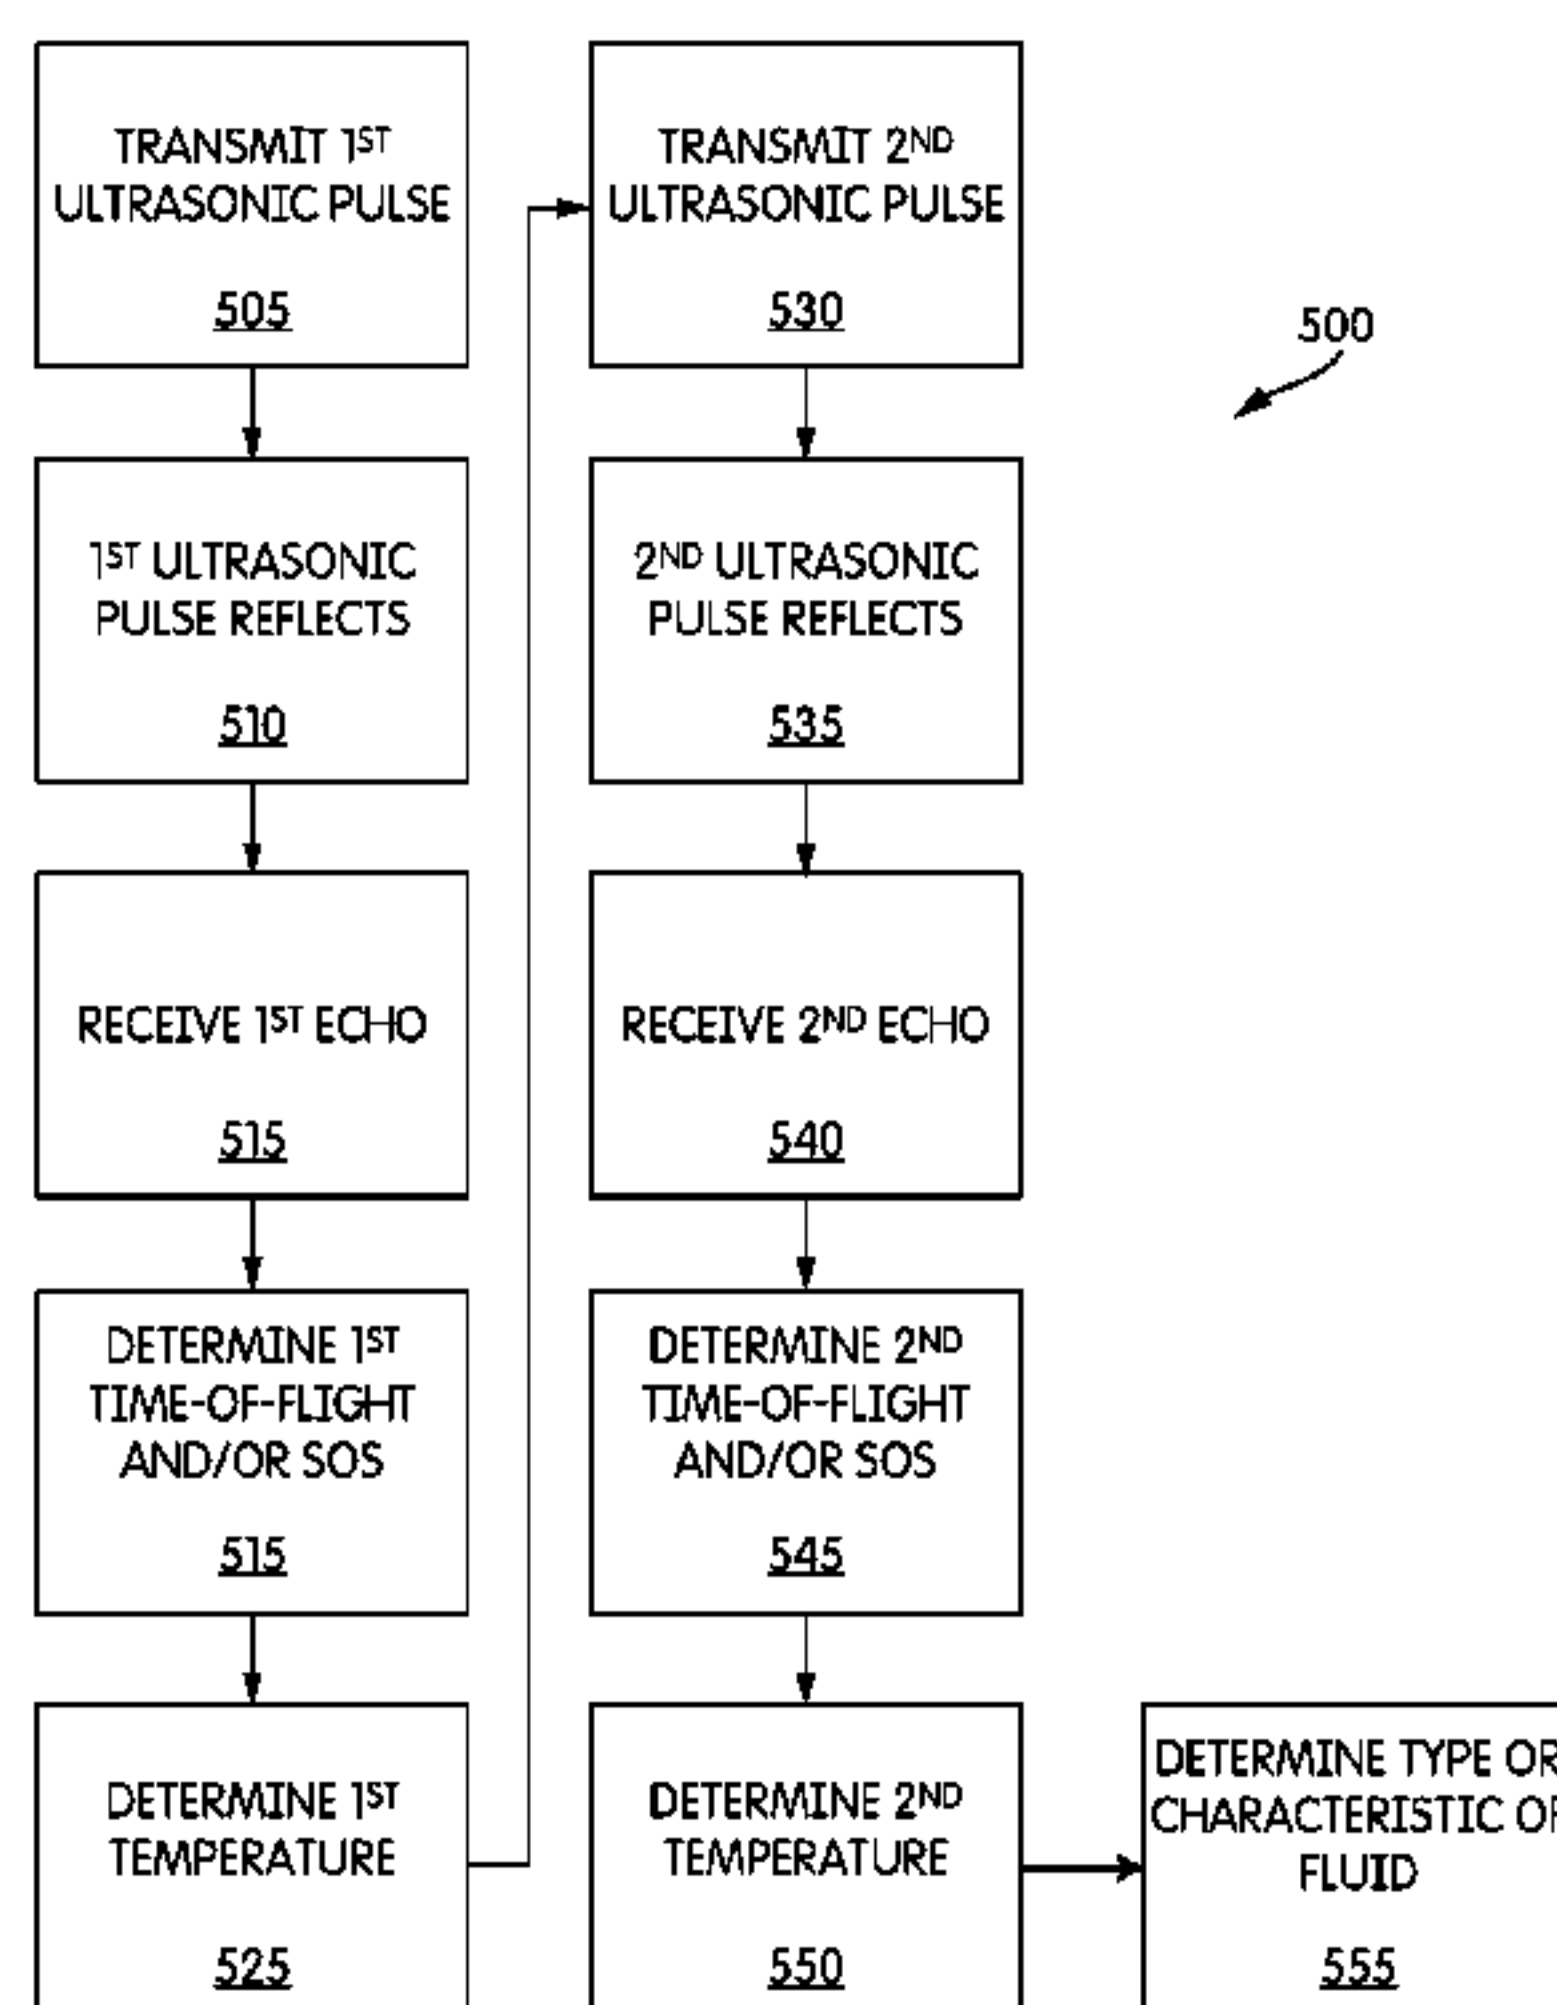 TRANSMIT 1ST
ULTRASONIC PULSE
505
1ST ULTRASONIC
PULSE REFLECTS
510
RECEIVE 1ST ECHO
515
DETERMINE 1ST
TIME-OF-FLIGHT
AND/OR SOS
515
DETERMINE 1ST
TEMPERATURE
525
TRANSMIT 2ND
ULTRASONIC PULSE
530
2ND ULTRASONIC
PULSE REFLECTS
535
RECEIVE 2ND ECHO
540
DETERMINE 2ND
TIME-OF-FLIGHT
AND/OR SOS
545
DETERMINE 2ND
TEMPERATURE
550
500
DETERMINE TYPE OR
CHARACTERISTIC OF
FLUID
555